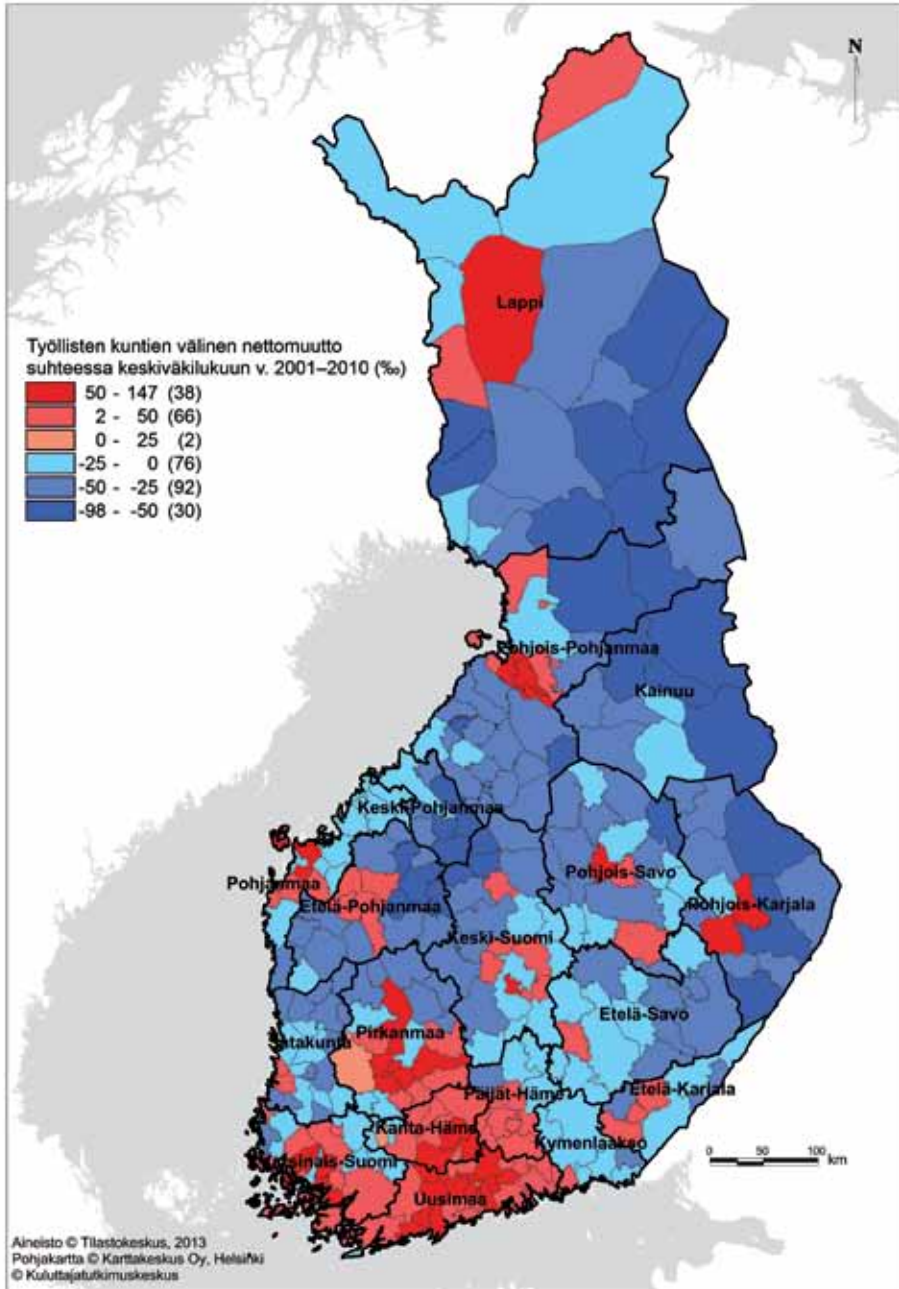 N
Lappi
Työllisten kuntien välinen nettomuutto
suhteessa keskiväkilukuun v. 2001–2010 (‰)
50 - 147 (38)
2 - 50 (66)
0 - 25 (2)
-25 - 0 (76)
-50 - -25 (92)
-98 - -50 (30)
Pohjois-Pohjanmaa
Kainuu
Keski-Pohjanmaa
Pohjanmaa
Etelä-Pohjanmaa
Pohjois-Savo
Pohjois-Karjala
Keski-Suomi
Etelä-Savo
Pirkanmaa
Satakunta
Päijät-Häme
Etelä-Karjala
Kanta-Häme
Kymenlaakso
Varsinais-Suomi
Uusimaa
0 50 100
km
Aineisto © Tilastokeskus, 2013
Pohjakartta © Karttakeskus Oy, Helsinki
© Kuluttajatutkimuskeskus